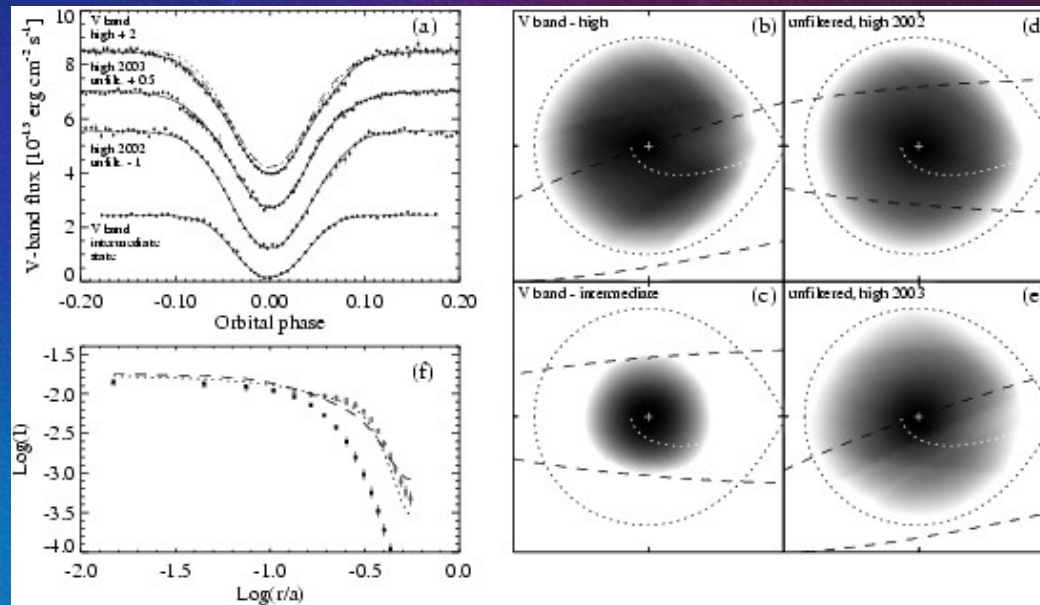 V band
high + 2
high 2003
unfilt. + 0.5
high 2002
unfilt. - 1
V band
intermediate
state
(a)
V-band flux [10⁻¹³ erg cm⁻² s⁻¹]
10
8
6
4
2
0
-0.20
-0.10
0.00
0.10
0.20
Orbital phase
V band - high
(b)
unfiltered, high 2002
(d)
V band - intermediate
(c)
unfiltered, high 2003
(e)
(f)
Log(I)
-1.5
-2.0
-2.5
-3.0
-3.5
-4.0
-2.0
-1.5
-1.0
-0.5
0.0
Log(r/a)